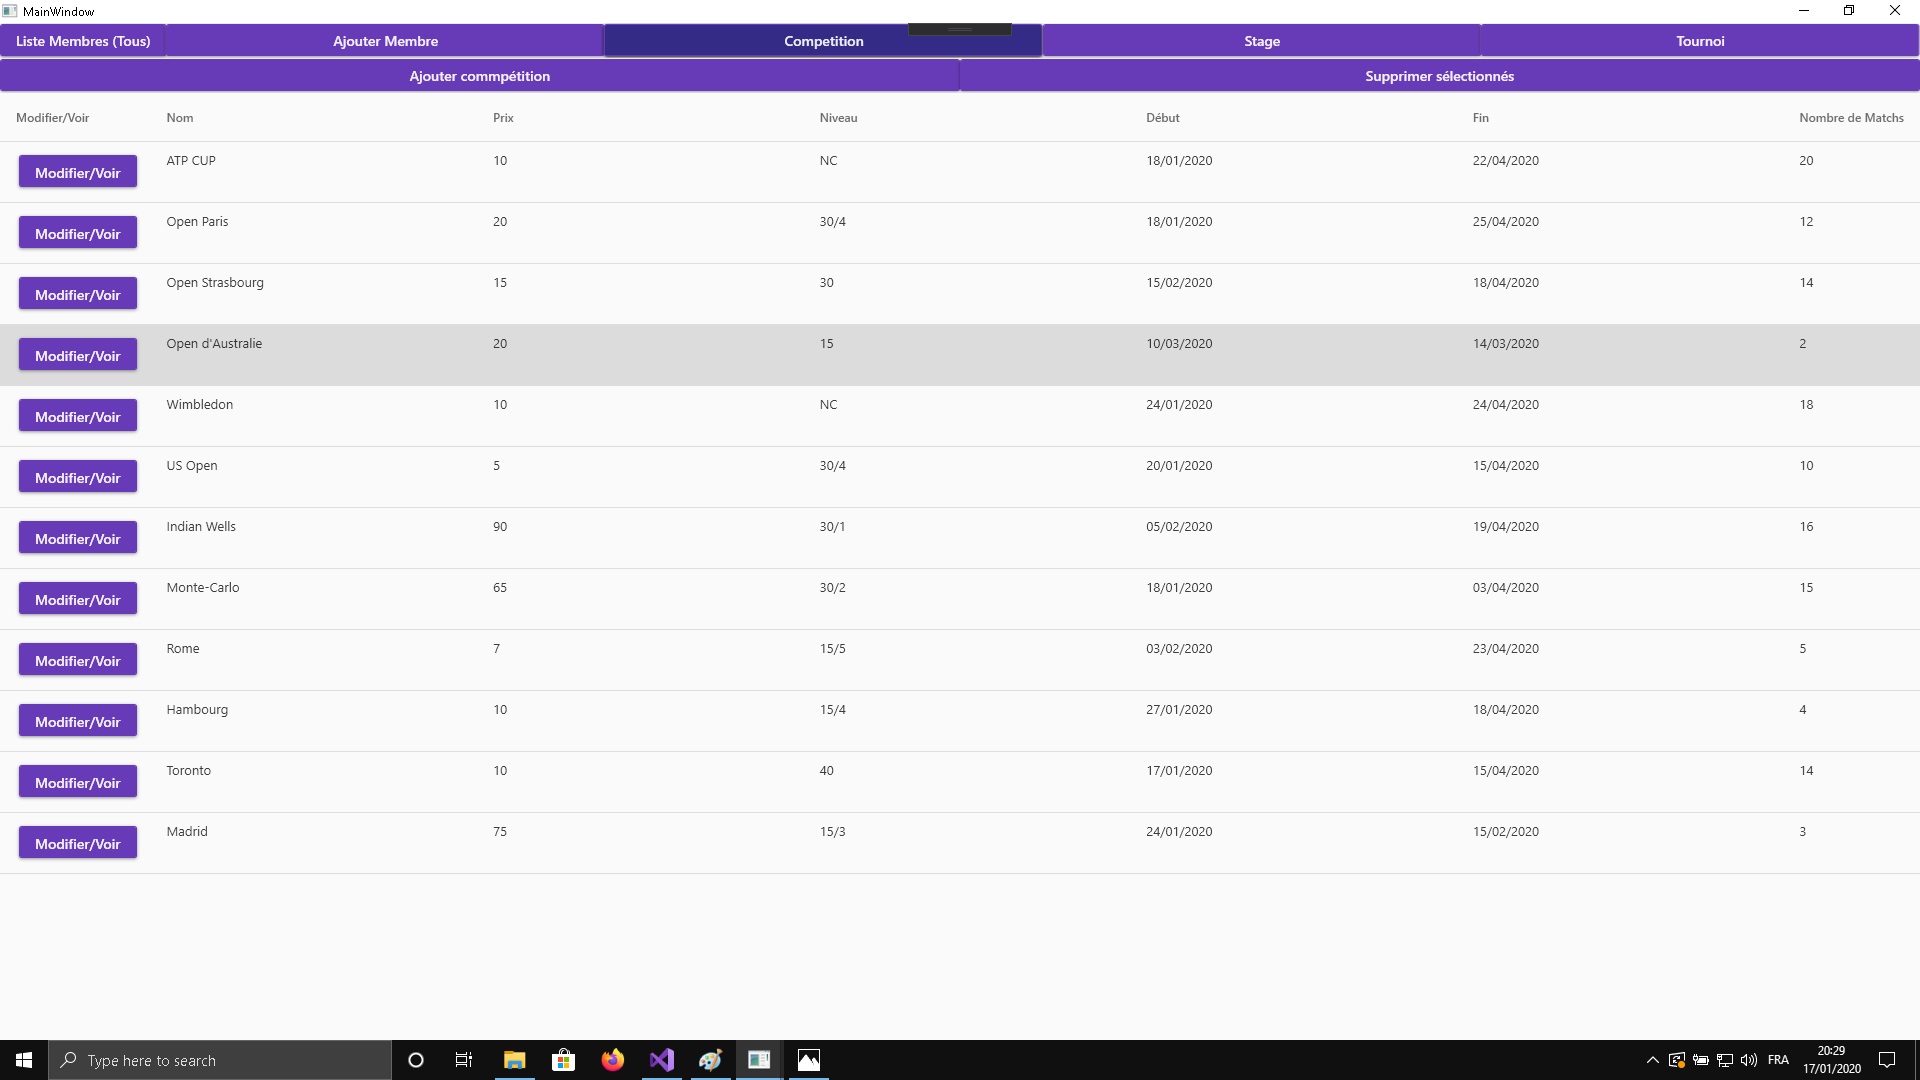 MainWindow
Liste Membres (Tous) Ajouter Membre Competition Stage Tournoi
Ajouter commpétition Supprimer sélectionnés
Modifier/Voir Nom Prix Niveau Début Fin Nombre de Matchs
Modifier/Voir ATP CUP 10 NC 18/01/2020 22/04/2020 20
Modifier/Voir Open Paris 20 30/4 18/01/2020 25/04/2020 12
Modifier/Voir Open Strasbourg 15 30 15/02/2020 18/04/2020 14
Modifier/Voir Open d'Australie 20 15 10/03/2020 14/03/2020 2
Modifier/Voir Wimbledon 10 NC 24/01/2020 24/04/2020 18
Modifier/Voir US Open 5 30/4 20/01/2020 15/04/2020 10
Modifier/Voir Indian Wells 90 30/1 05/02/2020 19/04/2020 16
Modifier/Voir Monte-Carlo 65 30/2 18/01/2020 03/04/2020 15
Modifier/Voir Rome 7 15/5 03/02/2020 23/04/2020 5
Modifier/Voir Hambourg 10 15/4 27/01/2020 18/04/2020 4
Modifier/Voir Toronto 10 40 17/01/2020 15/04/2020 14
Modifier/Voir Madrid 75 15/3 24/01/2020 15/02/2020 3
Type here to search FRA 20:29
17/01/2020